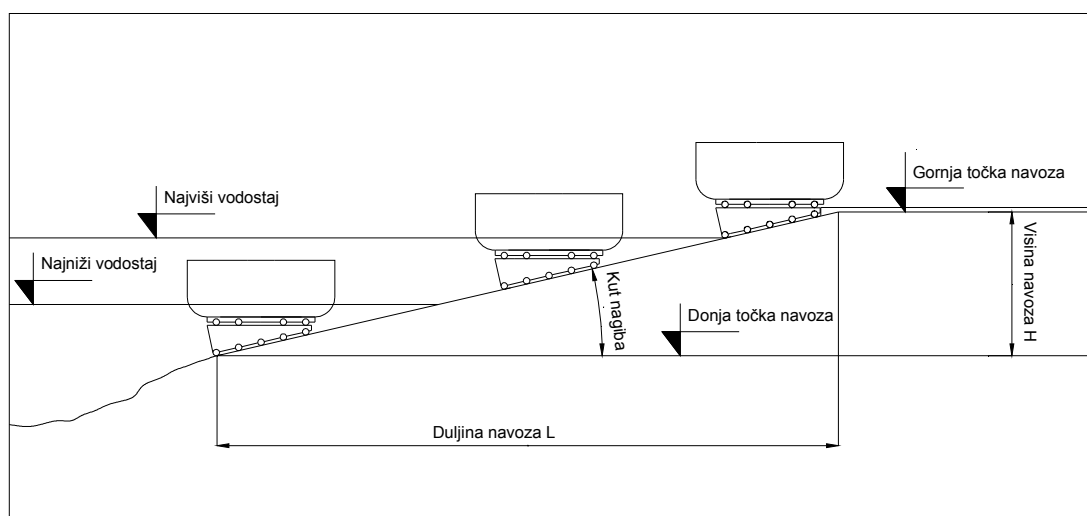 Najviši vodostaj
Gornja točka navoza
Najniži vodostaj
Kut nagiba
Donja točka navoza
Visina navoza H
Duljina navoza L